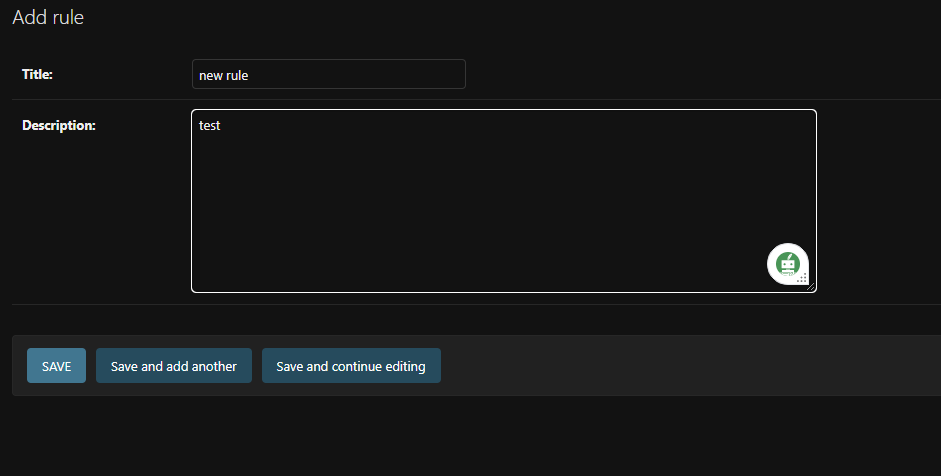 Add rule
Title:
new rule
Description:
test
SAVE
Save and add another
Save and continue editing